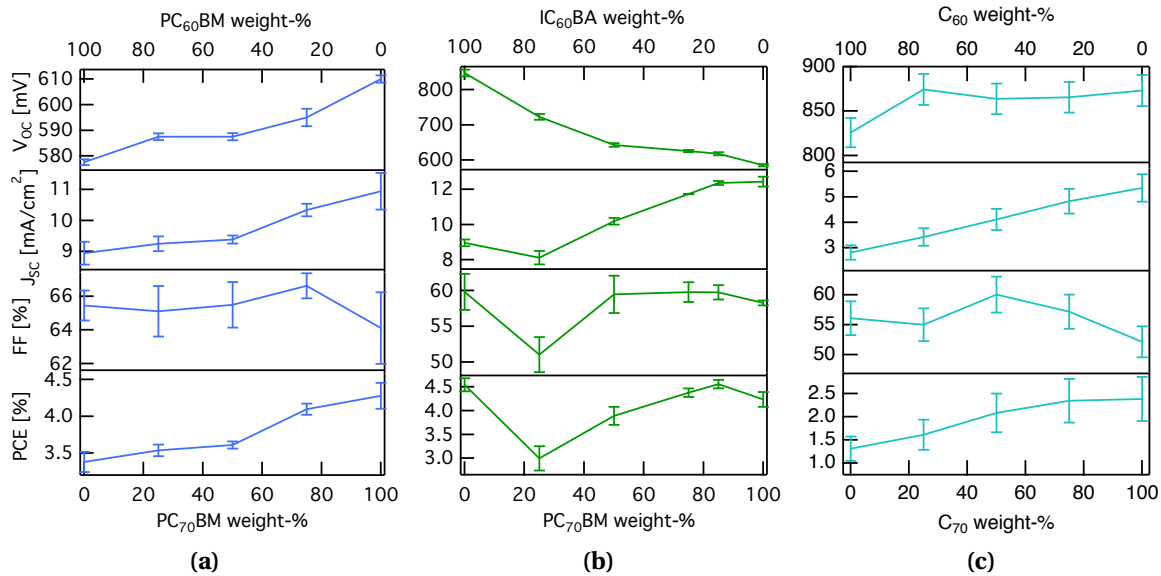 PC60BM weight-%
100 80 60 40 20 0
VOC [mV]
610
600
590
580
JSC [mA/cm²]
11
10
9
FF [%]
66
64
62
PCE [%]
4.5
4.0
3.5
0 20 40 60 80 100
PC70BM weight-%
(a)
IC60BA weight-%
100 80 60 40 20 0
800
700
600
12
10
8
60
55
50
4.5
4.0
3.5
3.0
0 20 40 60 80 100
PC70BM weight-%
(b)
C60 weight-%
100 80 60 40 20 0
900
850
800
6
5
4
3
60
55
50
2.5
2.0
1.5
1.0
0 20 40 60 80 100
C70 weight-%
(c)